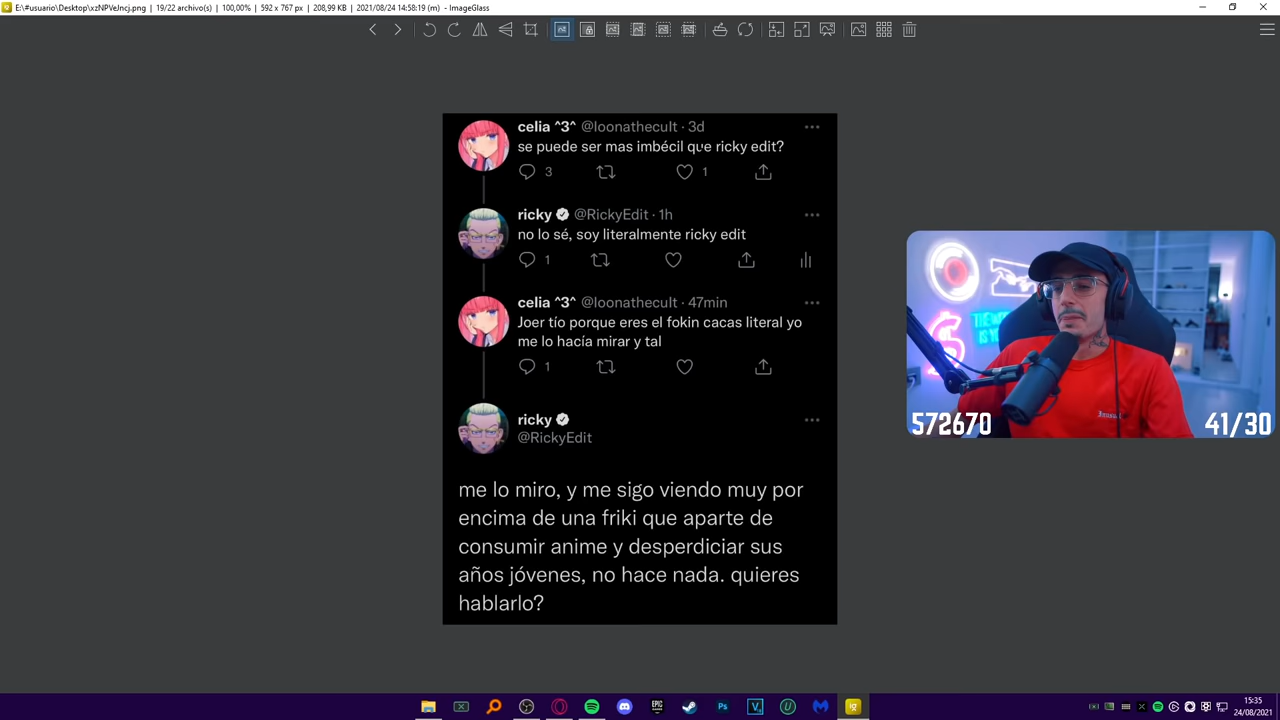 E:\#usuario\Desktop\xzNPVeJncj.png | 19/22 archivo(s) | 100,00% | 592 x 767 px | 208,99 KB | 2021/08/24 14:58:19 (m) - ImageGlass
celia ^3^ @loonathecult · 3d
se puede ser mas imbécil que ricky edit?
3
1
ricky @RickyEdit · 1h
no lo sé, soy literalmente ricky edit
1
celia ^3^ @loonathecult · 47min
Joer tío porque eres el fokin cacas literal yo
me lo hacía mirar y tal
1
ricky
@RickyEdit
me lo miro, y me sigo viendo muy por
encima de una friki que aparte de
consumir anime y desperdiciar sus
años jóvenes, no hace nada. quieres
hablarlo?
572670
41/30
EPIC
Ps
15:35
24/08/2021